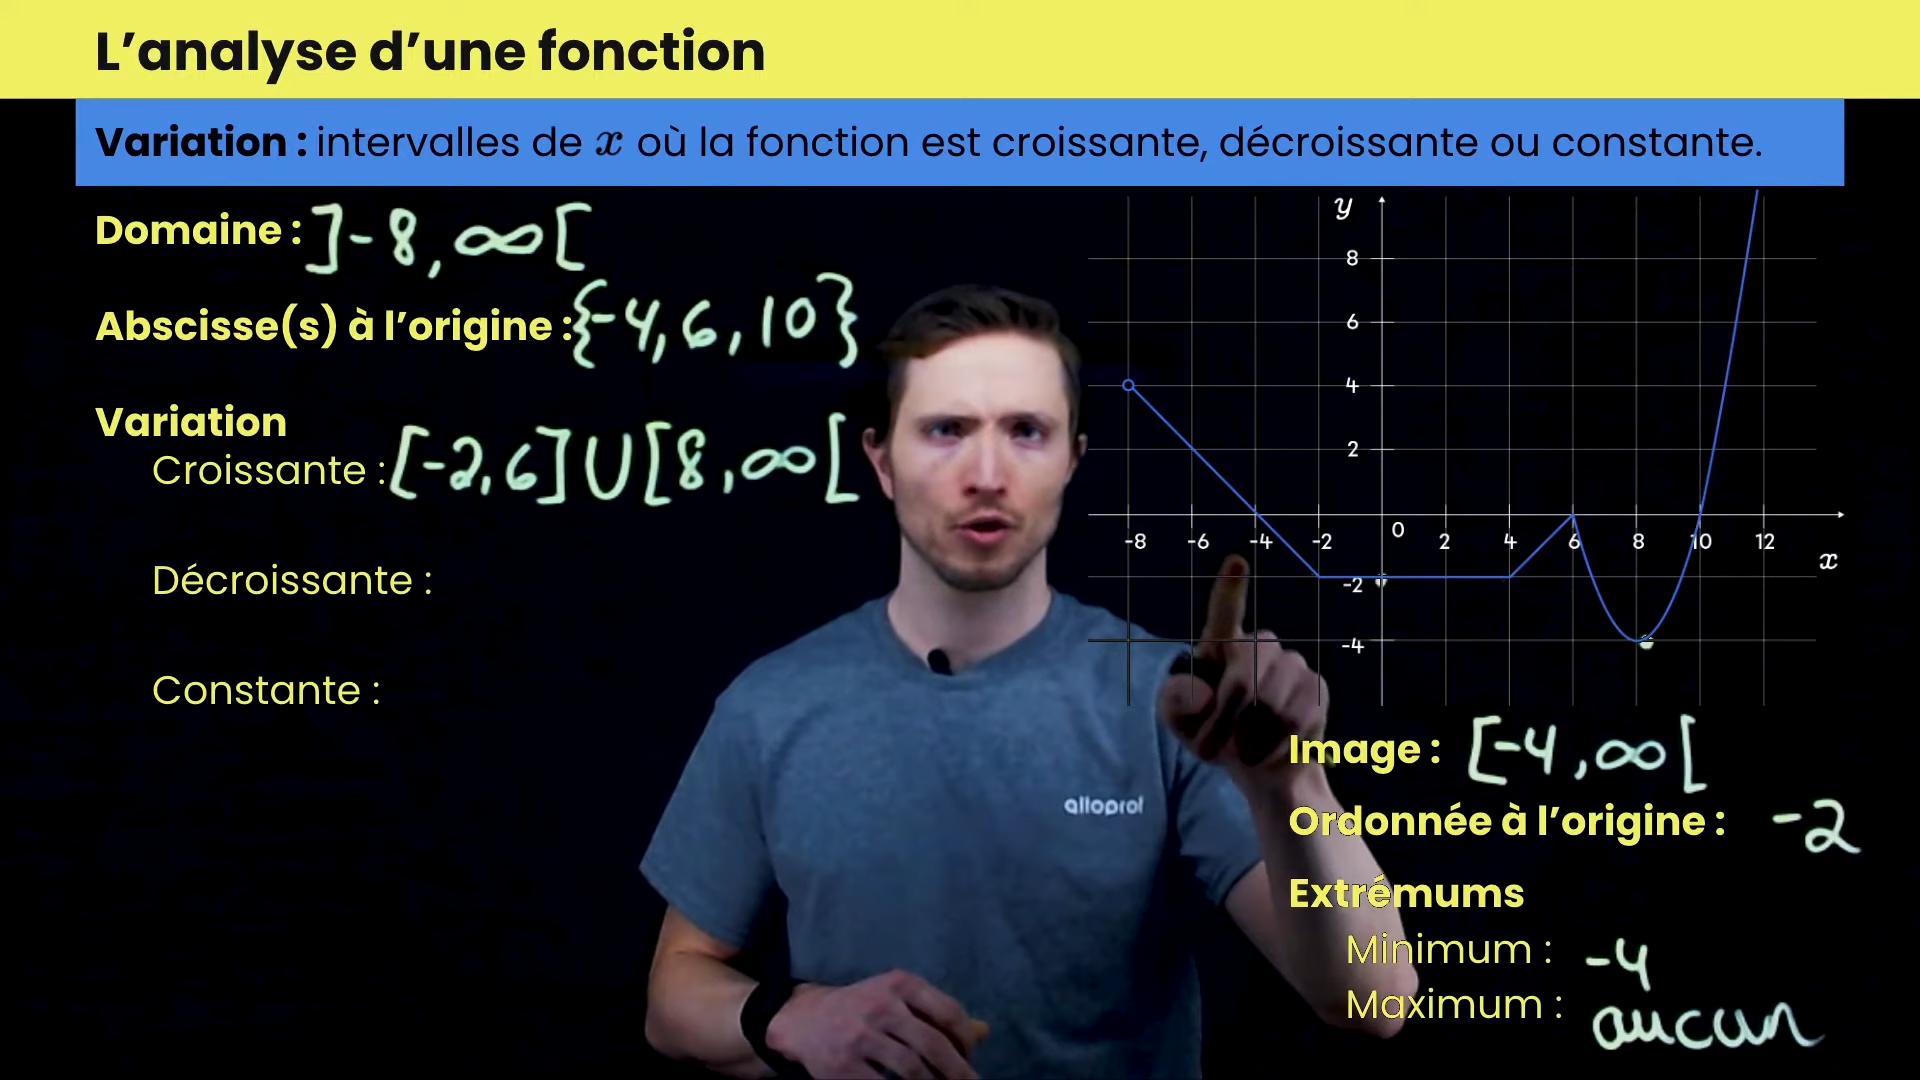 L’analyse d’une fonction
Variation : intervalles de x où la fonction est croissante, décroissante ou constante.
Domaine : ]-8, ∞[
Abscisse(s) à l’origine : {-4, 6, 10}
Variation
Croissante : [-2, 6] ∪ [8, ∞[
Décroissante :
Constante :
y
8
6
4
2
0
-8 -6 -4 -2 2 4 6 8 10 12
x
-2
-4
alloprof
Image : [-4, ∞[
Ordonnée à l’origine : -2
Extrémums
Minimum : -4
Maximum : aucun